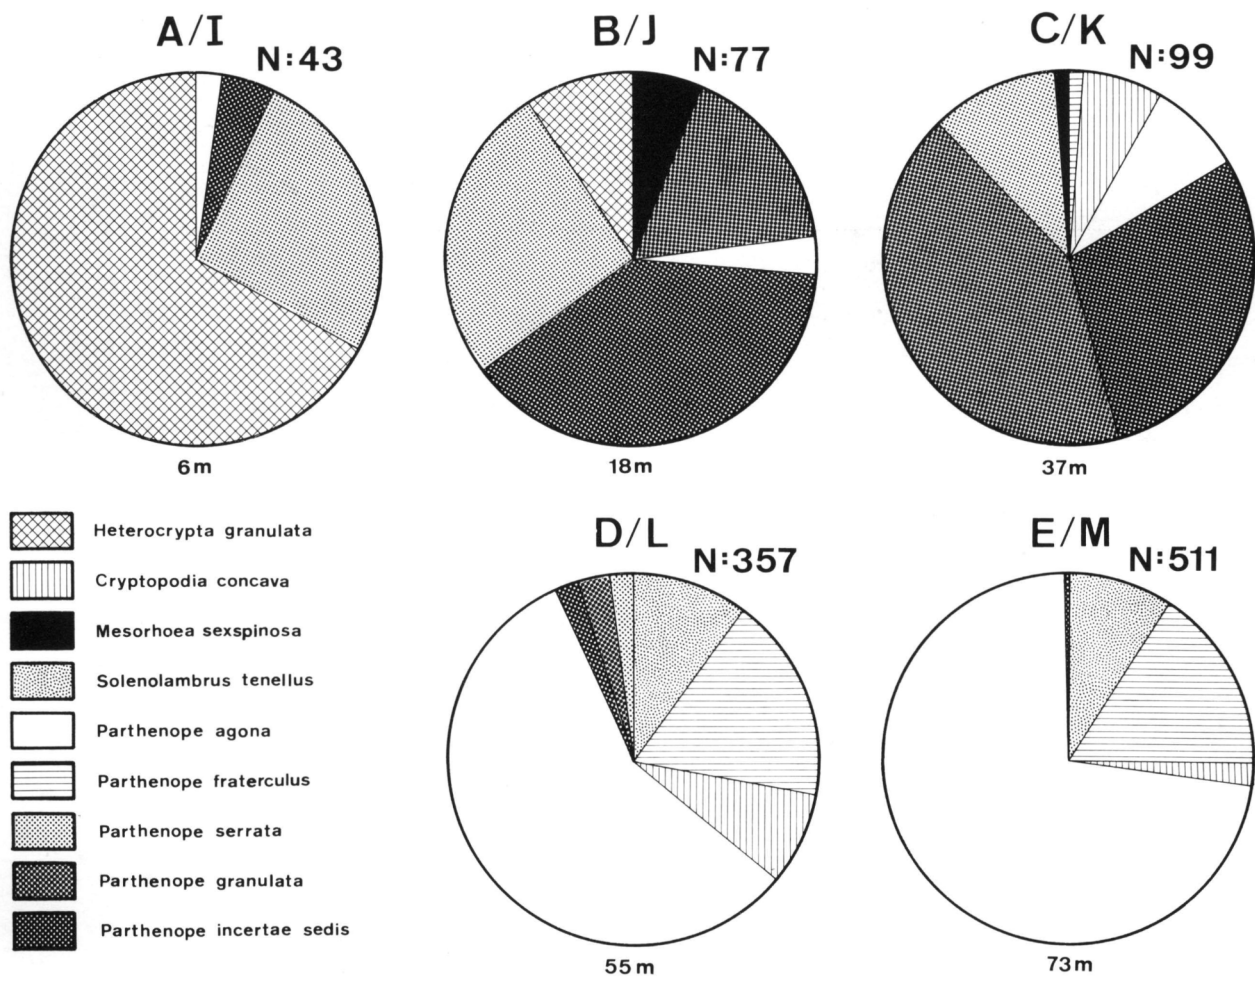 A/I
N:43
6m
B/J
N:77
18m
C/K
N:99
37m
Heterocrypta granulata
Cryptopodia concava
Mesorhoea sexspinosa
Solenolambrus tenellus
Parthenope agona
Parthenope fraterculus
Parthenope serrata
Parthenope granulata
Parthenope incertae sedis
D/L
N:357
55m
E/M
N:511
73m